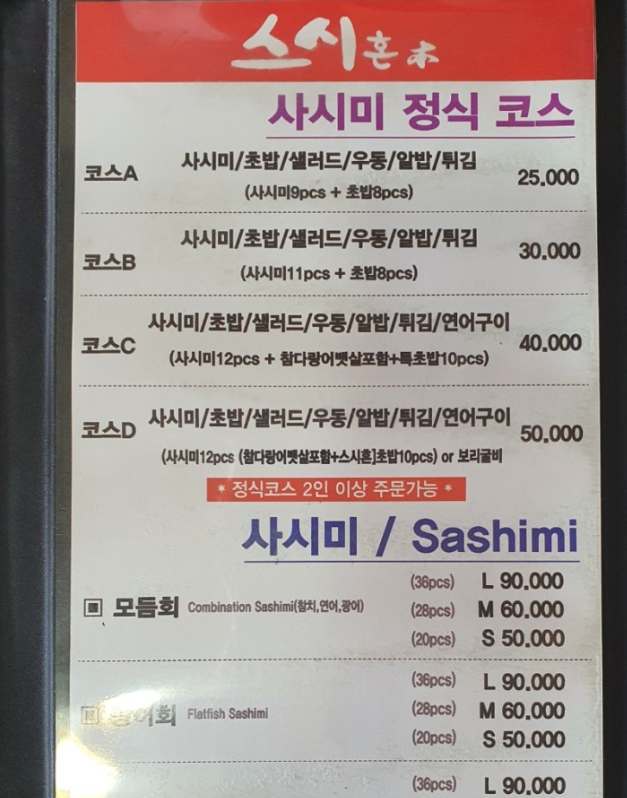 스시혼木
사시미 정식 코스
코스A 사시미/초밥/샐러드/우동/알밥/튀김 25.000
(사시미9pcs + 초밥8pcs)
코스B 사시미/초밥/샐러드/우동/알밥/튀김 30.000
(사시미11pcs + 초밥8pcs)
코스C 사시미/초밥/샐러드/우동/알밥/튀김/연어구이 40.000
(사시미12pcs + 참다랑어뱃살포함+특초밥10pcs)
코스D 사시미/초밥/샐러드/우동/알밥/튀김/연어구이 50.000
(사시미12pcs (참다랑어뱃살포함+스시혼]초밥10pcs) or 보리굴비
* 정식코스 2인 이상 주문가능 *
사시미 / Sashimi
모듬회 Combination Sashimi(참치,연어,광어) (36pcs) L 90.000
(28pcs) M 60.000
(20pcs) S 50.000
(36pcs) L 90.000
Flatfish Sashimi (28pcs) M 60.000
(20pcs) S 50.000
(36pcs) L 90.000